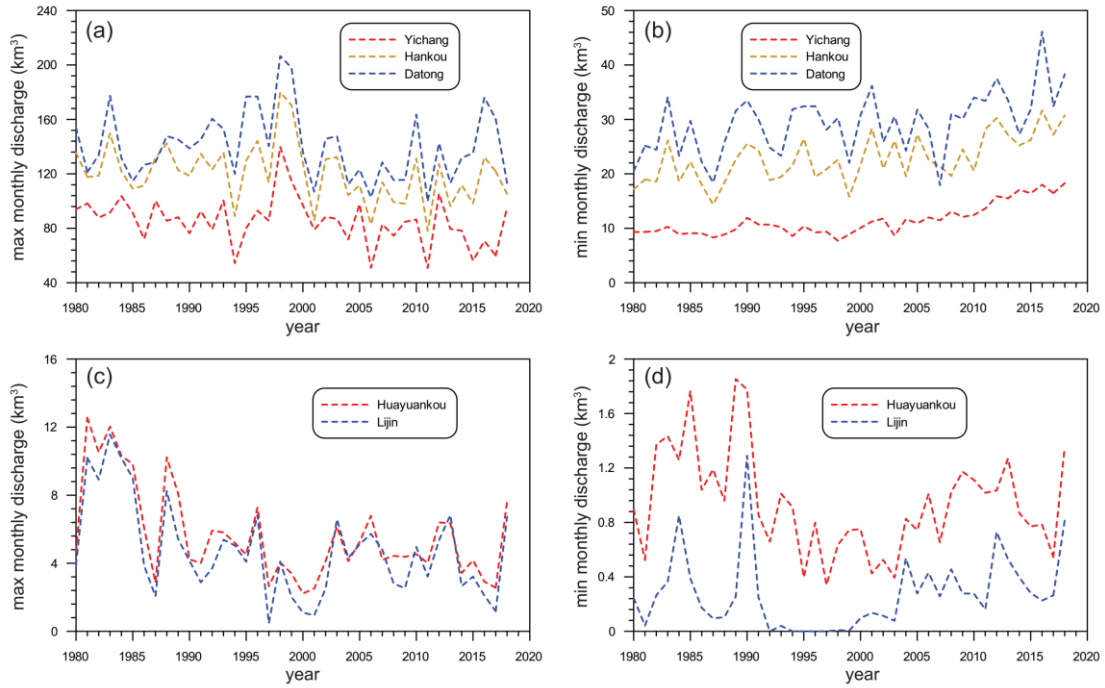 (a)
max monthly discharge (km³)
240
200
160
120
80
40
Yichang
Hankou
Datong
1980 1985 1990 1995 2000 2005 2010 2015 2020
year
(b)
min monthly discharge (km³)
50
40
30
20
10
0
Yichang
Hankou
Datong
1980 1985 1990 1995 2000 2005 2010 2015 2020
year
(c)
max monthly discharge (km³)
16
12
8
4
0
Huayuankou
Lijin
1980 1985 1990 1995 2000 2005 2010 2015 2020
year
(d)
min monthly discharge (km³)
2
1.6
1.2
0.8
0.4
0
Huayuankou
Lijin
1980 1985 1990 1995 2000 2005 2010 2015 2020
year